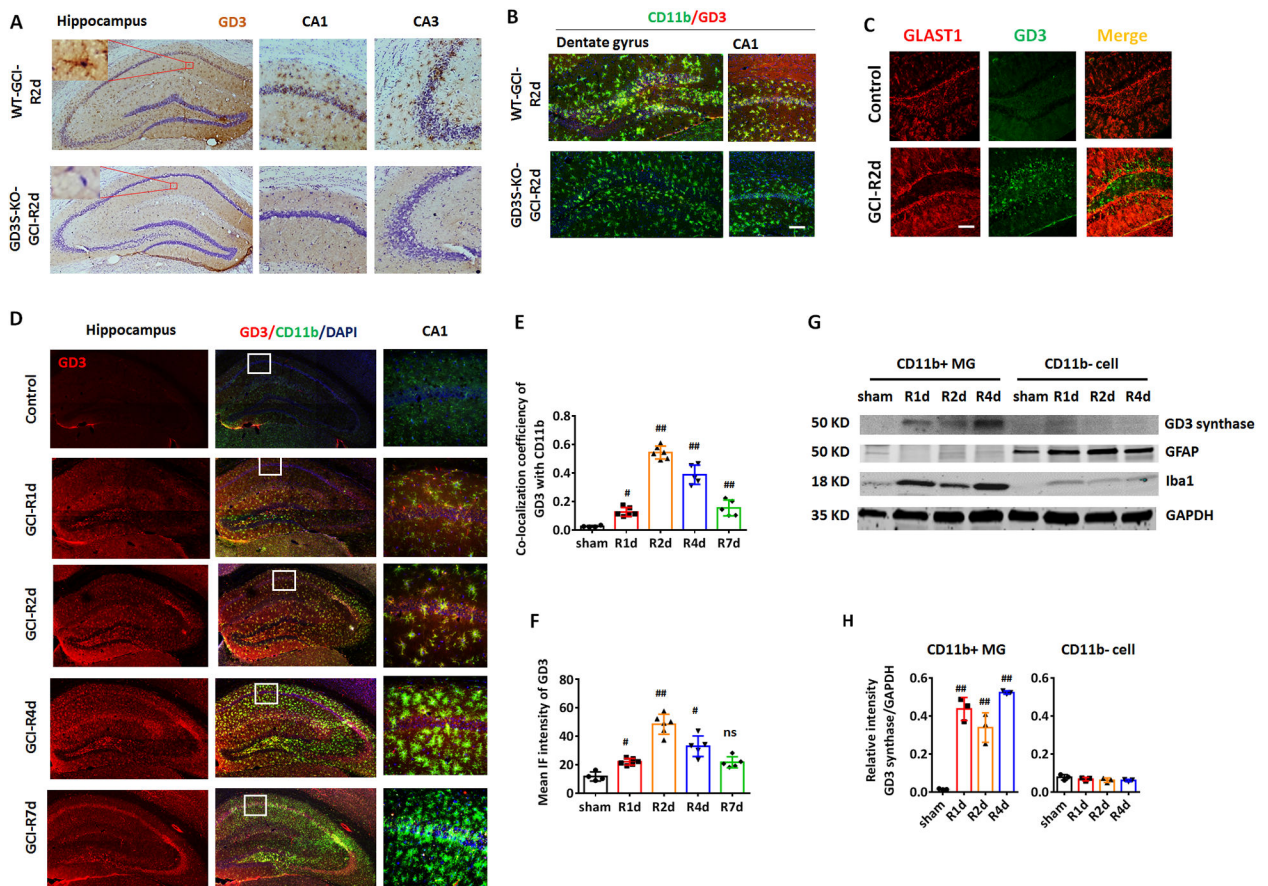 A
Hippocampus GD3 CA1 CA3
WT-GCI-
R2d
GD3S-KO-
GCI-R2d
B
CD11b/GD3
Dentate gyrus CA1
WT-GCI-
R2d
GD3S-KO-
GCI-R2d
C
GLAST1 GD3 Merge
Control
GCI-R2d
D
Hippocampus GD3/CD11b/DAPI CA1
GD3
Control
GCI-R1d
GCI-R2d
GCI-R4d
GCI-R7d
E
Co-localization coefficiency of
GD3 with CD11b
0.8
0.6
0.4
0.2
0.0
# ## ## ##
sham R1d R2d R4d R7d
F
Mean IF intensity of GD3
80
60
40
20
0
# ## # ns
sham R1d R2d R4d R7d
G
CD11b+ MG CD11b- cell
sham R1d R2d R4d sham R1d R2d R4d
50 KD GD3 synthase
50 KD GFAP
18 KD Iba1
35 KD GAPDH
H
CD11b+ MG CD11b- cell
Relative intensity
GD3 synthase/GAPDH
0.6
0.4
0.2
0.0
## ## ##
sham R1d R2d R4d
0.6
0.4
0.2
0.0
sham R1d R2d R4d